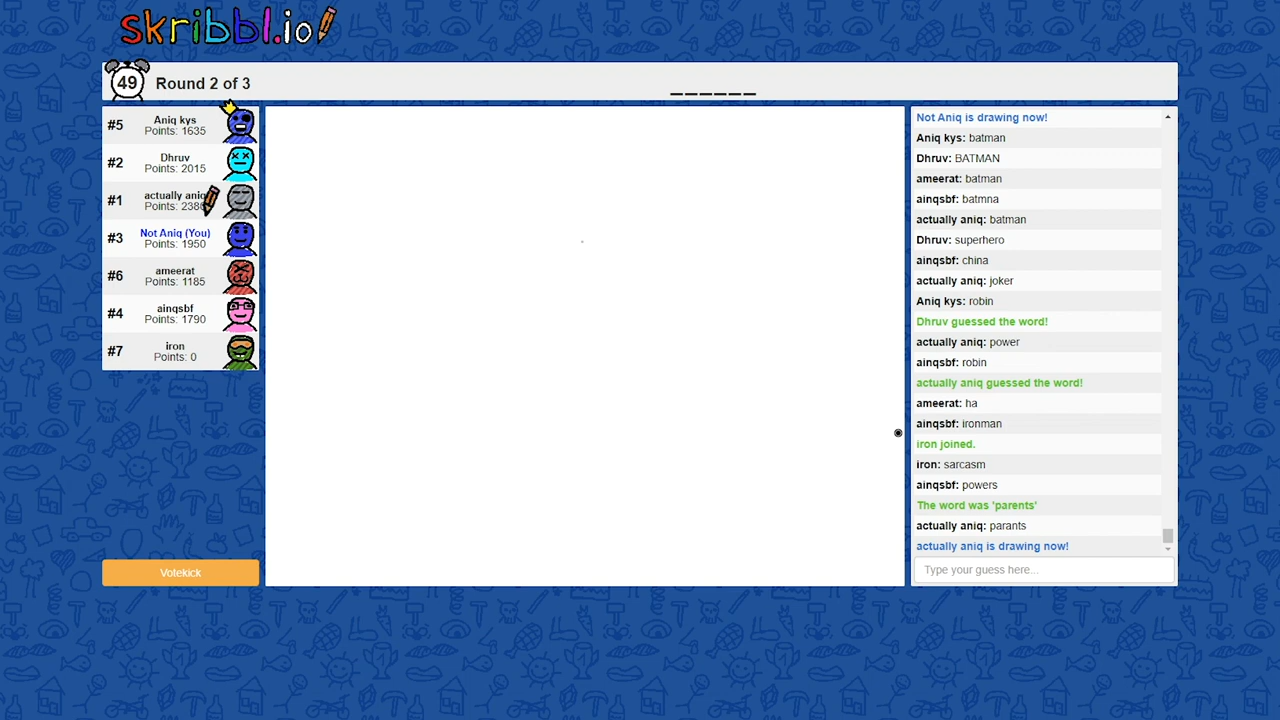 skribbl.io
49
Round 2 of 3
______
#5
Aniq kys
Points: 1635
#2
Dhruv
Points: 2015
#1
actually aniq
Points:
#3
Not Aniq (You)
Points: 1950
#6
ameerat
Points: 1185
#4
ainqsbf
Points: 1790
#7
iron
Points: 0
Votekick
Not Aniq is drawing now!
Aniq kys: batman
Dhruv: BATMAN
ameerat: batman
ainqsbf: batmna
actually aniq: batman
Dhruv: superhero
ainqsbf: china
actually aniq: joker
Aniq kys: robin
Dhruv guessed the word!
actually aniq: power
ainqsbf: robin
actually aniq guessed the word!
ameerat: ha
ainqsbf: ironman
iron joined.
iron: sarcasm
ainqsbf: powers
The word was 'parents'
actually aniq: parants
actually aniq is drawing now!
Type your guess here...